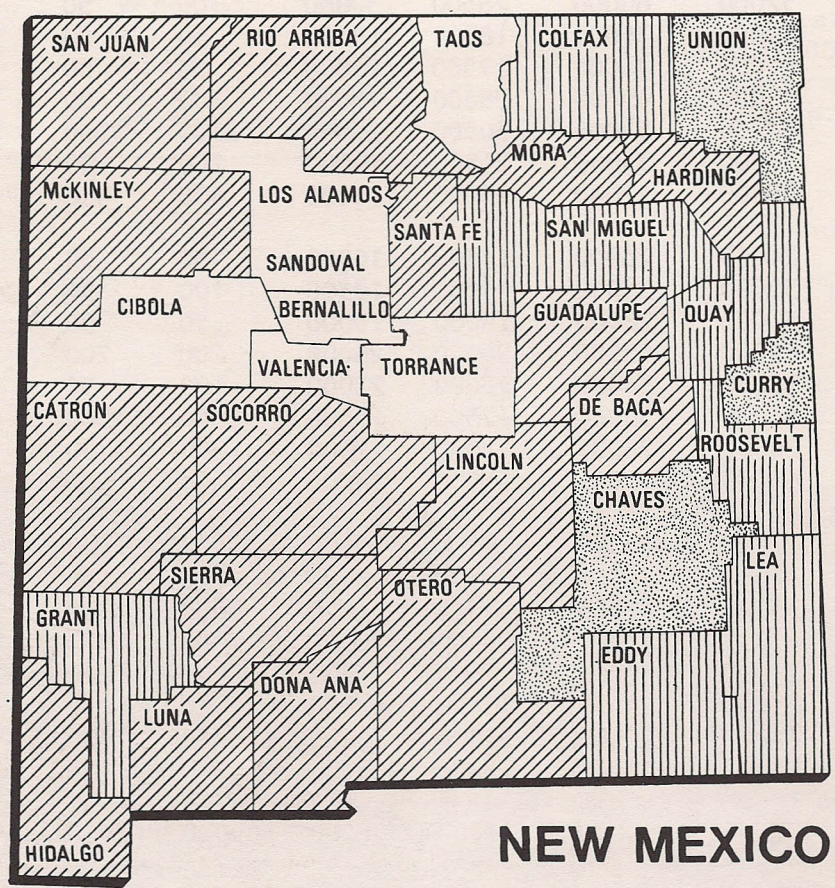 SAN JUAN
RIO ARRIBA
TAOS
COLFAX
UNION
MORA
HARDING
McKINLEY
LOS ALAMOS
SANTA FE
SAN MIGUEL
SANDOVAL
CIBOLA
BERNALILLO
GUADALUPE
QUAY
VALENCIA
TORRANCE
CURRY
CATRON
SOCORRO
DE BACA
ROOSEVELT
LINCOLN
CHAVES
LEA
SIERRA
OTERO
GRANT
EDDY
DONA ANA
LUNA
HIDALGO
NEW MEXICO